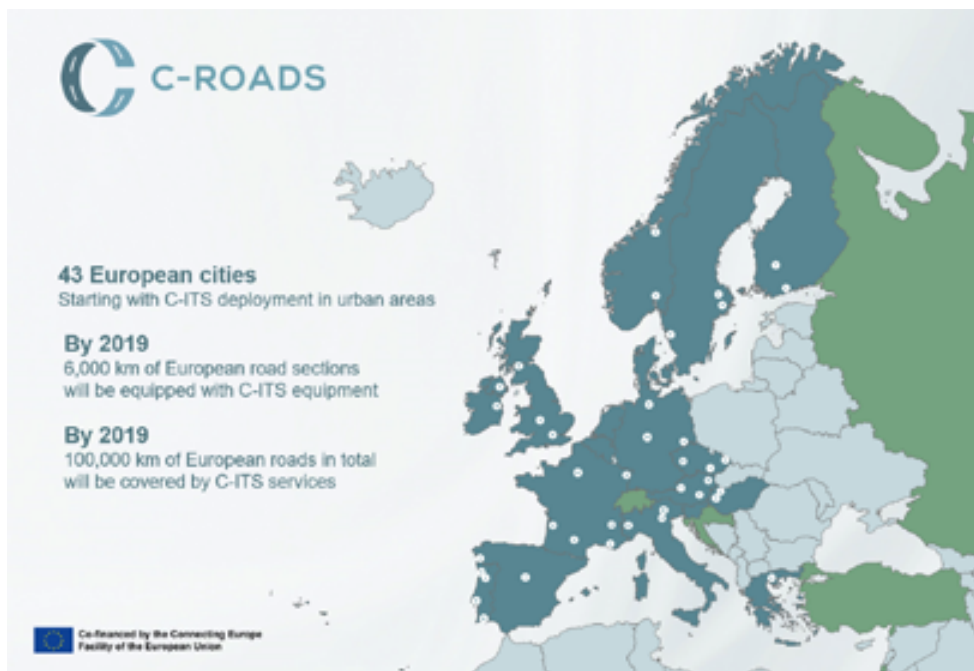 C-ROADS
43 European cities
Starting with C-ITS deployment in urban areas
By 2019
6,000 km of European road sections
will be equipped with C-ITS equipment
By 2019
100,000 km of European roads in total
will be covered by C-ITS services
Co-financed by the Connecting Europe
Facility of the European Union